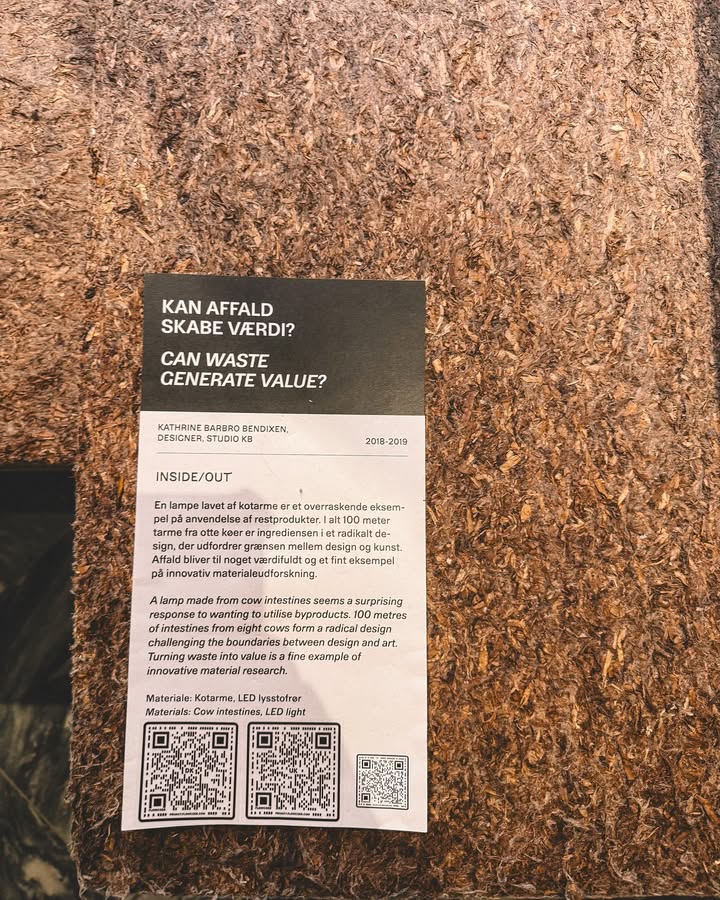 KAN AFFALD
SKABE VÆRDI?
CAN WASTE
GENERATE VALUE?
KATHRINE BARBRO BENDIXEN,
DESIGNER, STUDIO KB
2018-2019
INSIDE/OUT
En lampe lavet af kotarme er et overraskende eksem-
pel på anvendelse af restprodukter. I alt 100 meter
tarme fra otte køer er ingrediensen i et radikalt de-
sign, der udfordrer grænsen mellem design og kunst.
Affald bliver til noget værdifuldt og et fint eksempel
på innovativ materialeudforskning.
A lamp made from cow intestines seems a surprising
response to wanting to utilise byproducts. 100 metres
of intestines from eight cows form a radical design
challenging the boundaries between design and art.
Turning waste into value is a fine example of
innovative material research.
Materiale: Kotarme, LED lysstofrør
Materials: Cow intestines, LED light